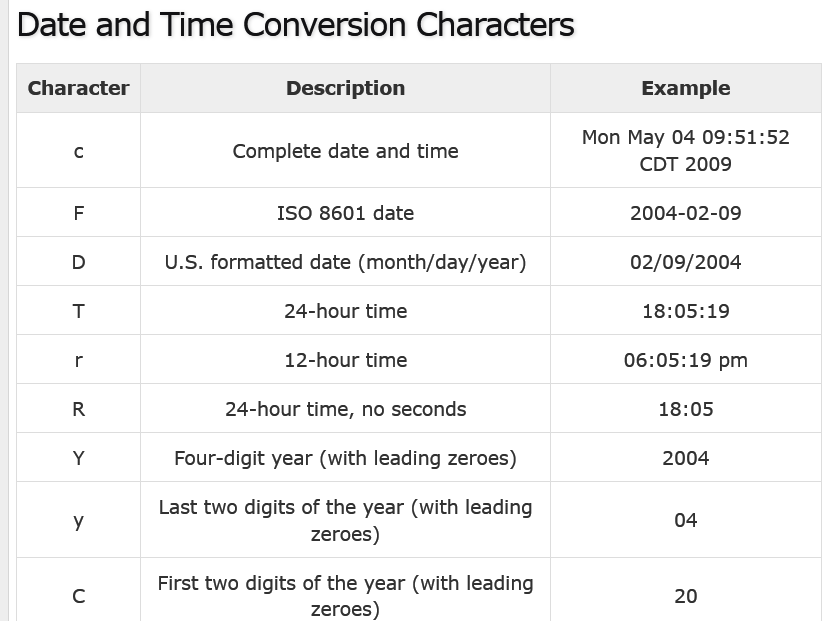 Date and Time Conversion Characters
Character Description Example
c Complete date and time Mon May 04 09:51:52
CDT 2009
F ISO 8601 date 2004-02-09
D U.S. formatted date (month/day/year) 02/09/2004
T 24-hour time 18:05:19
r 12-hour time 06:05:19 pm
R 24-hour time, no seconds 18:05
Y Four-digit year (with leading zeroes) 2004
y Last two digits of the year (with leading
zeroes) 04
C First two digits of the year (with leading
zeroes) 20